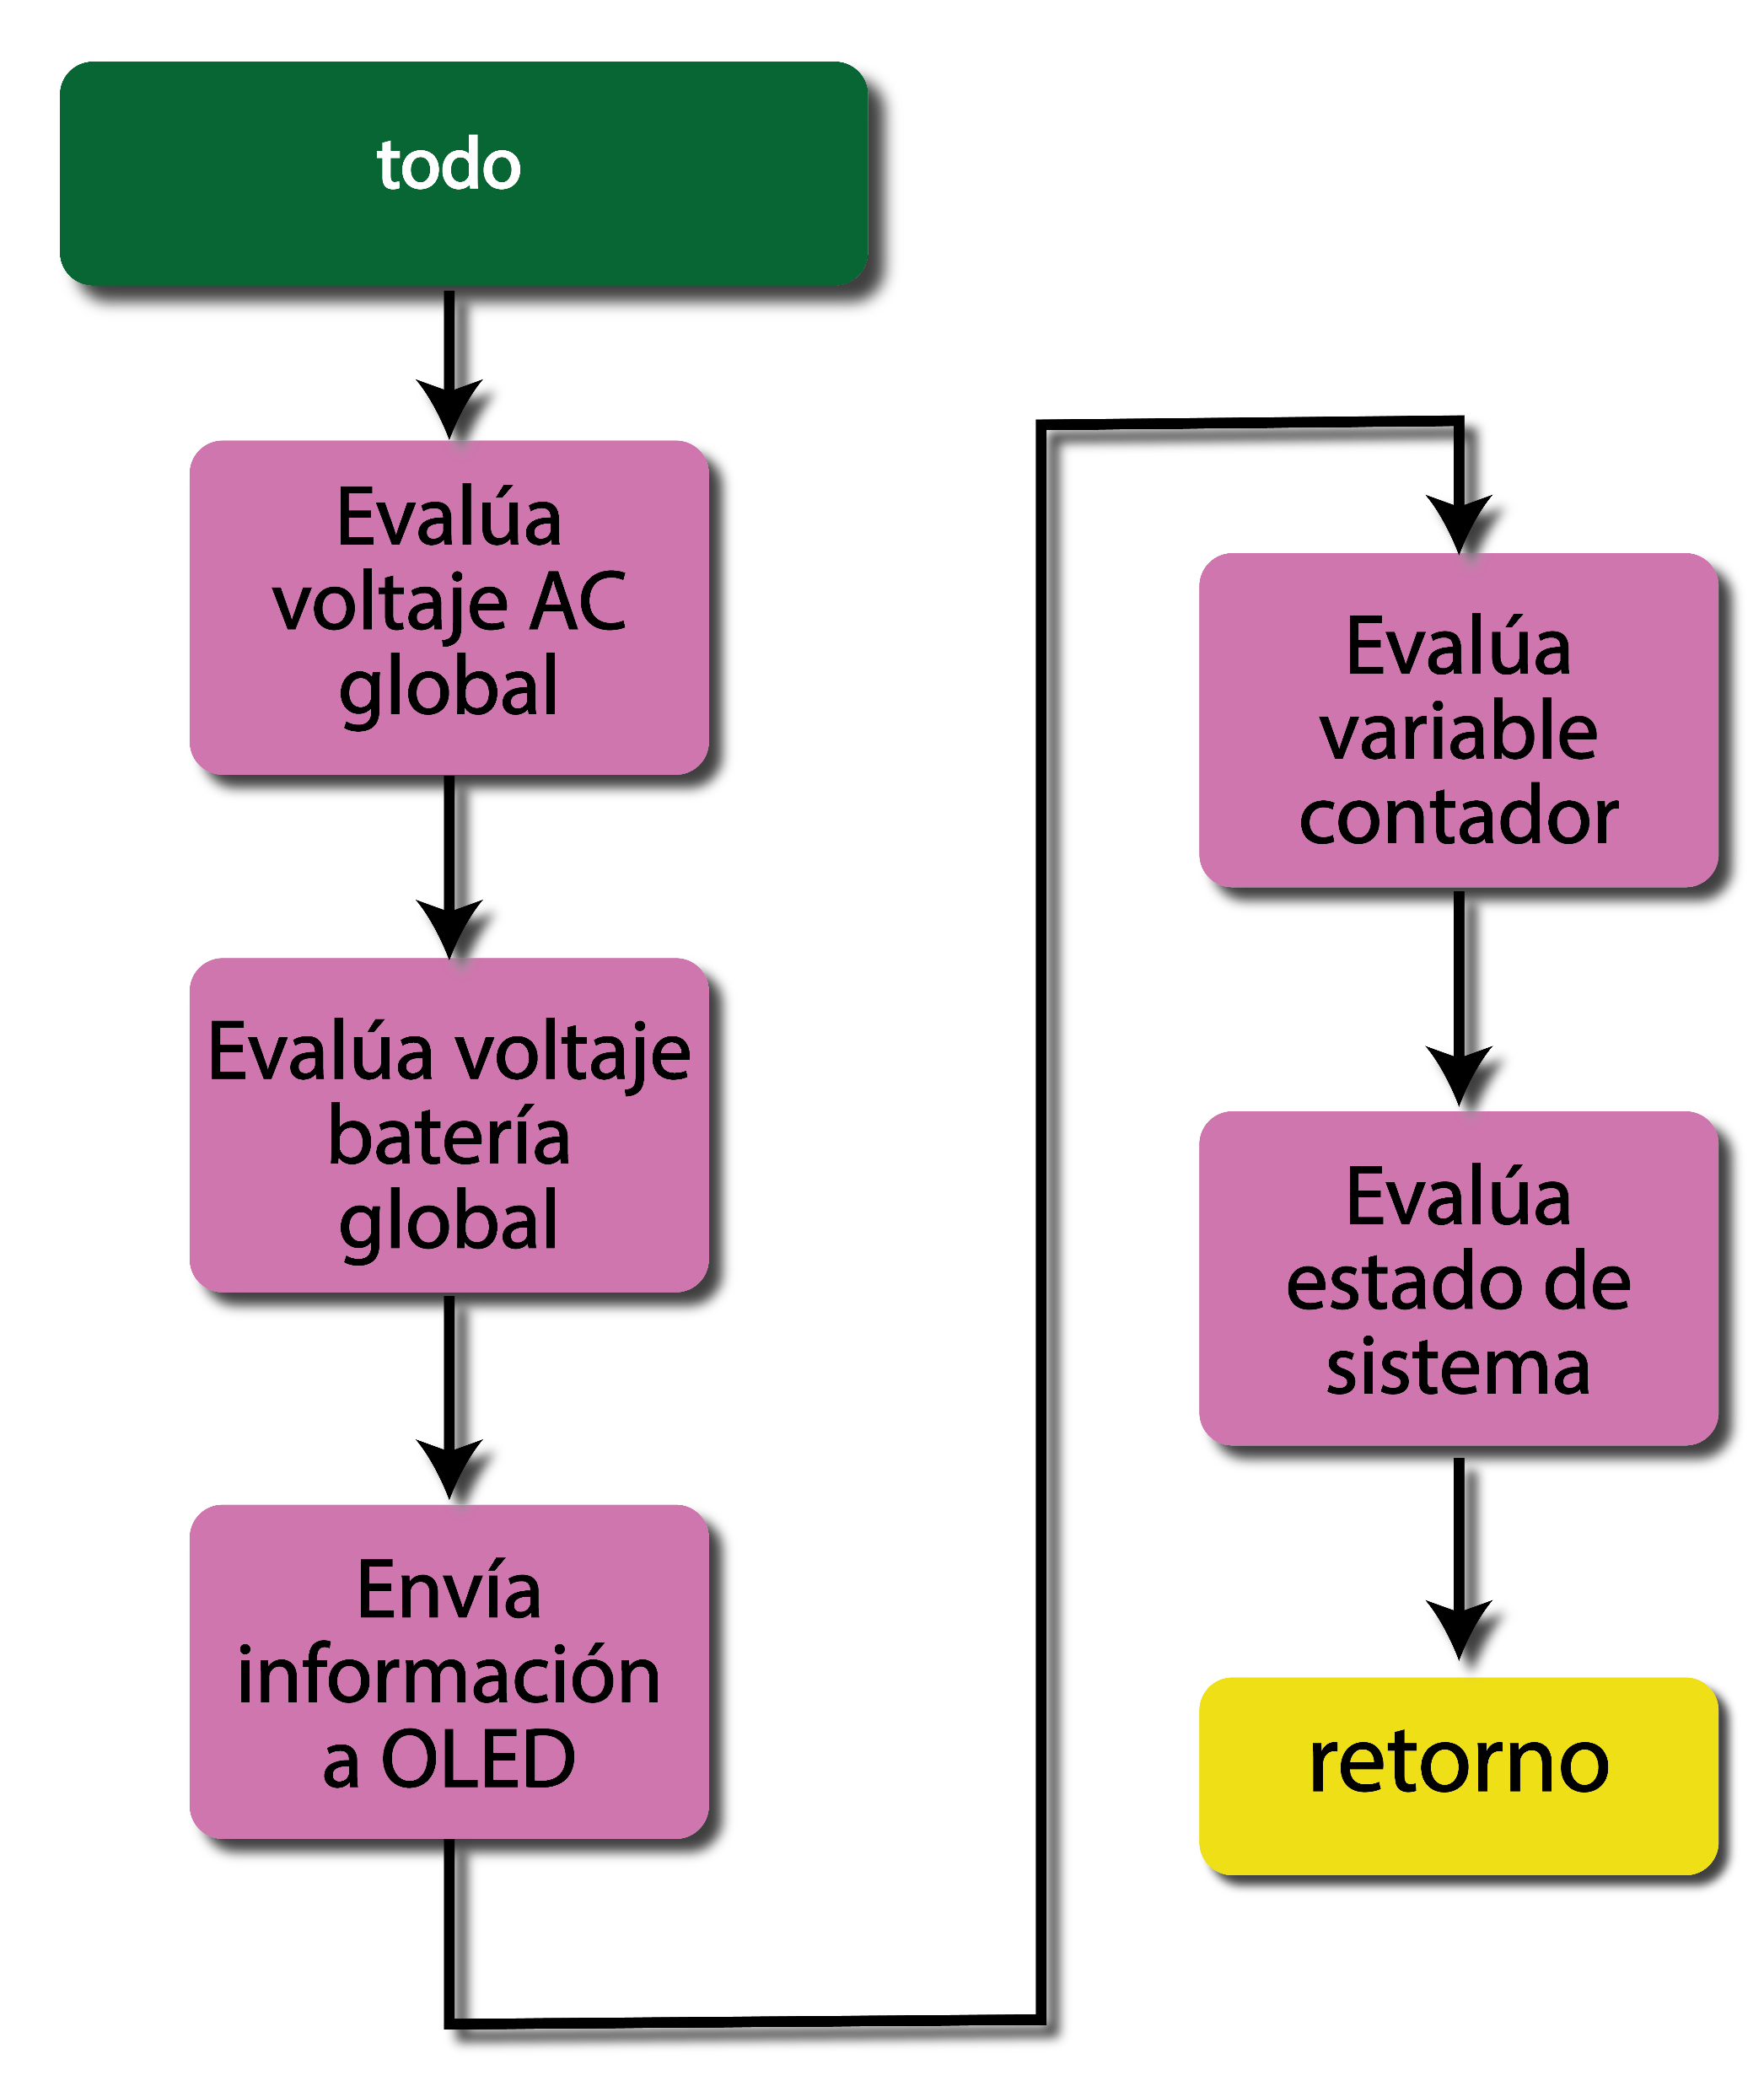 todo
Evalúa
voltaje AC
global
Evalúa voltaje
batería
global
Envía
información
a OLED
Evalúa
variable
contador
Evalúa
estado de
sistema
retorno